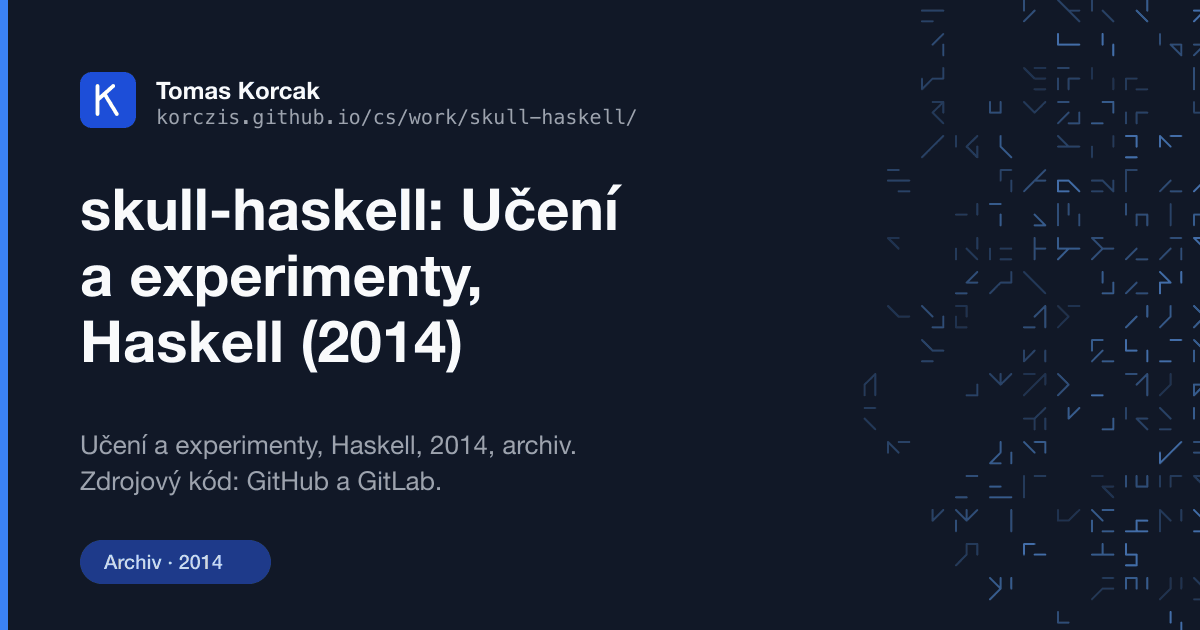 K
Tomas Korcak
korczis.github.io/cs/work/skull-haskell/
skull-haskell: Učení
a experimenty,
Haskell (2014)
Učení a experimenty, Haskell, 2014, archiv.
Zdrojový kód: GitHub a GitLab.
Archiv · 2014